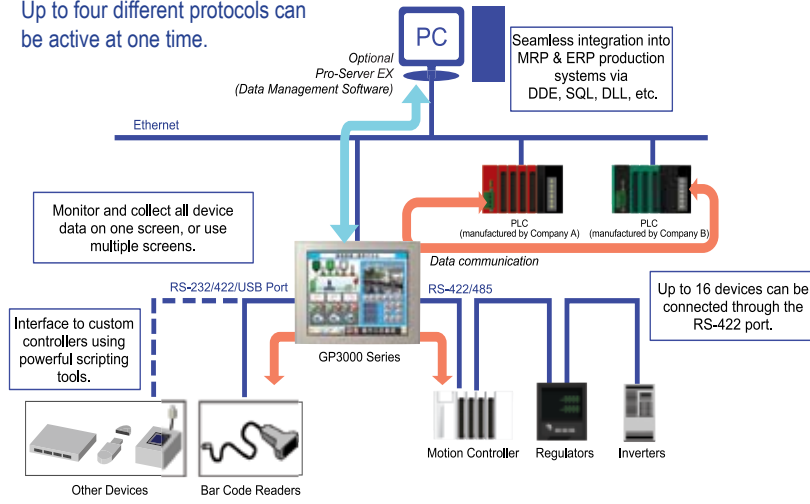 Up to four different protocols can
be active at one time.
PC
Optional
Pro-Server EX
(Data Management Software)
Seamless integration into
MRP & ERP production
systems via
DDE, SQL, DLL, etc.
Ethernet
Monitor and collect all device
data on one screen, or use
multiple screens.
PLC
(manufactured by Company A)
PLC
(manufactured by Company B)
Data communication
RS-232/422/USB Port
RS-422/485
Up to 16 devices can be
connected through the
RS-422 port.
Interface to custom
controllers using
powerful scripting
tools.
GP3000 Series
Motion Controller
Regulators
Inverters
Other Devices
Bar Code Readers